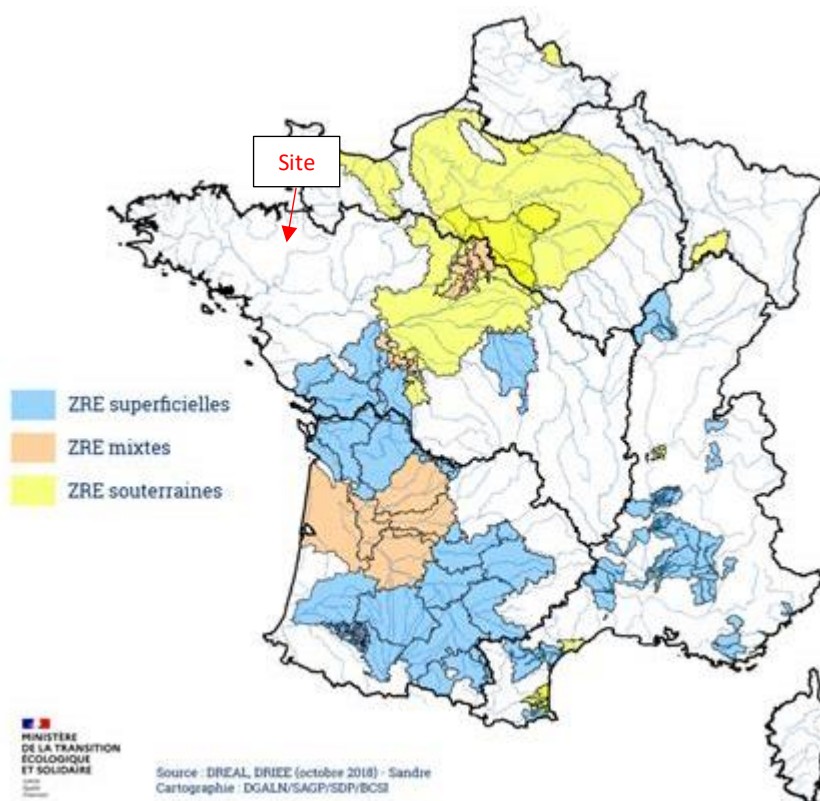 Site
ZRE superficielles
ZRE mixtes
ZRE souterraines
MINISTÈRE
DE LA TRANSITION
ÉCOLOGIQUE
ET SOLIDAIRE
Source : DREAL, DRIEE (octobre 2018) - Sandre
Cartographie : DGALN/SAGP/SDP/BCSI